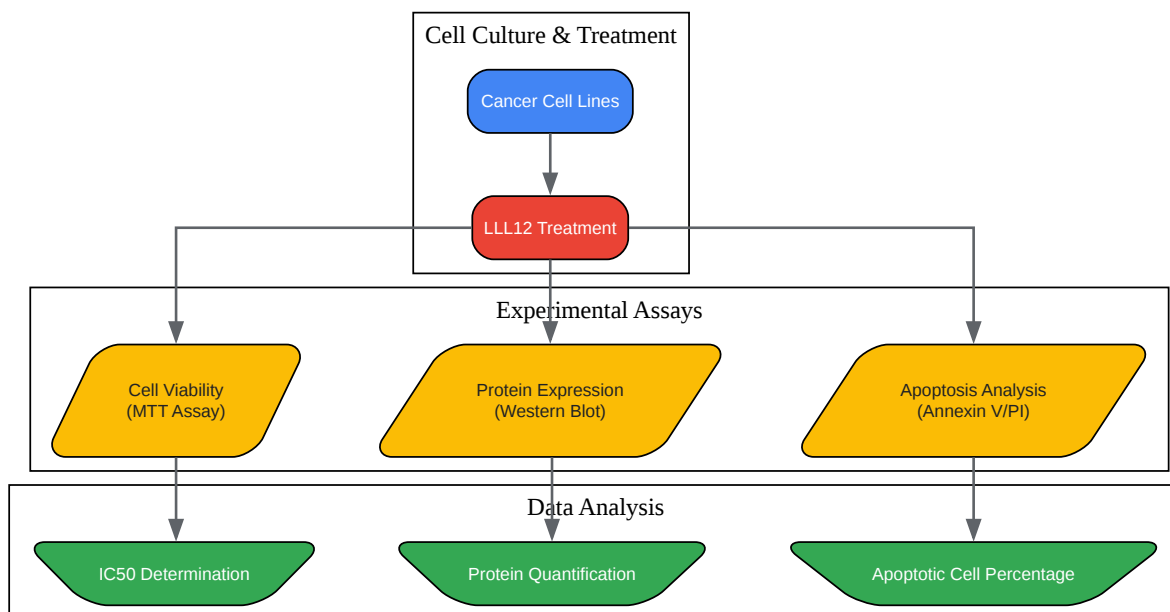 Cell Culture & Treatment
Cancer Cell Lines
LLL12 Treatment
Experimental Assays
Cell Viability
(MTT Assay)
Protein Expression
(Western Blot)
Apoptosis Analysis
(Annexin V/PI)
Data Analysis
IC50 Determination
Protein Quantification
Apoptotic Cell Percentage